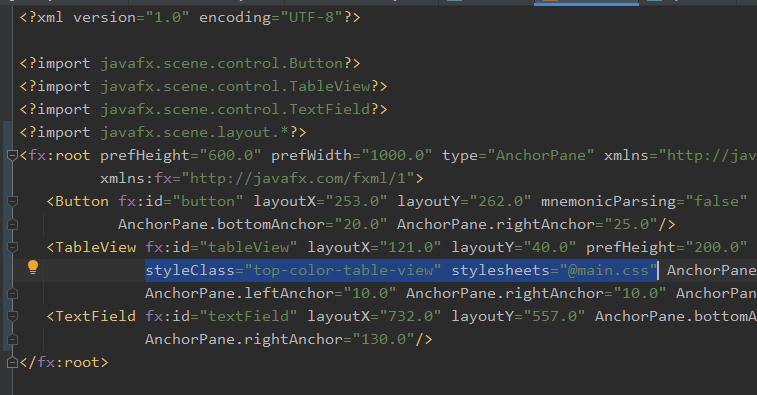 <?xml version="1.0" encoding="UTF-8"?>
<?import javafx.scene.control.Button?>
<?import javafx.scene.control.TableView?>
<?import javafx.scene.control.TextField?>
<?import javafx.scene.layout.*?>
<fx:root prefHeight="600.0" prefWidth="1000.0" type="AnchorPane" xmlns="http://jav
xmlns:fx="http://javafx.com/fxml/1">
<Button fx:id="button" layoutX="253.0" layoutY="262.0" mnemonicParsing="false"
AnchorPane.bottomAnchor="20.0" AnchorPane.rightAnchor="25.0"/>
<TableView fx:id="tableView" layoutX="121.0" layoutY="40.0" prefHeight="200.0"
styleClass="top-color-table-view" stylesheets="@main.css" AnchorPane
AnchorPane.leftAnchor="10.0" AnchorPane.rightAnchor="10.0" AnchorPan
<TextField fx:id="textField" layoutX="732.0" layoutY="557.0" AnchorPane.bottomA
AnchorPane.rightAnchor="130.0"/>
</fx:root>